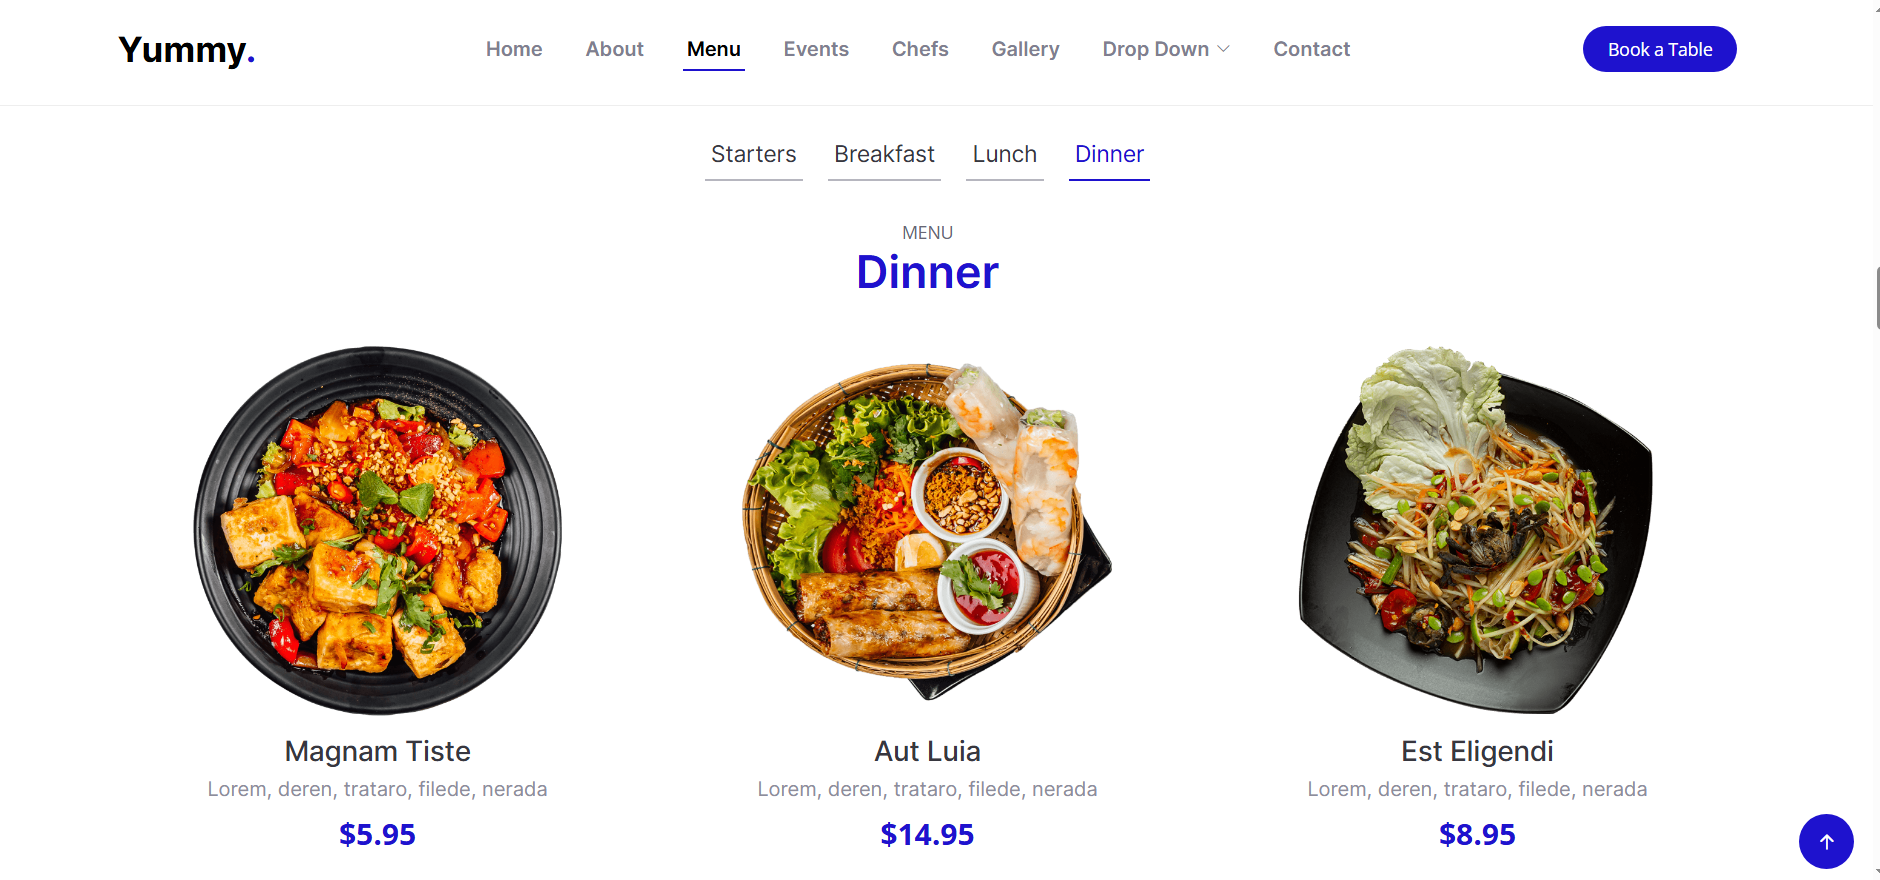 Yummy.
Home About Menu Events Chefs Gallery Drop Down Contact
Book a Table
Starters Breakfast Lunch Dinner
MENU
Dinner
Magnam Tiste
Lorem, deren, trataro, filede, nerada
$5.95
Aut Luia
Lorem, deren, trataro, filede, nerada
$14.95
Est Eligendi
Lorem, deren, trataro, filede, nerada
$8.95